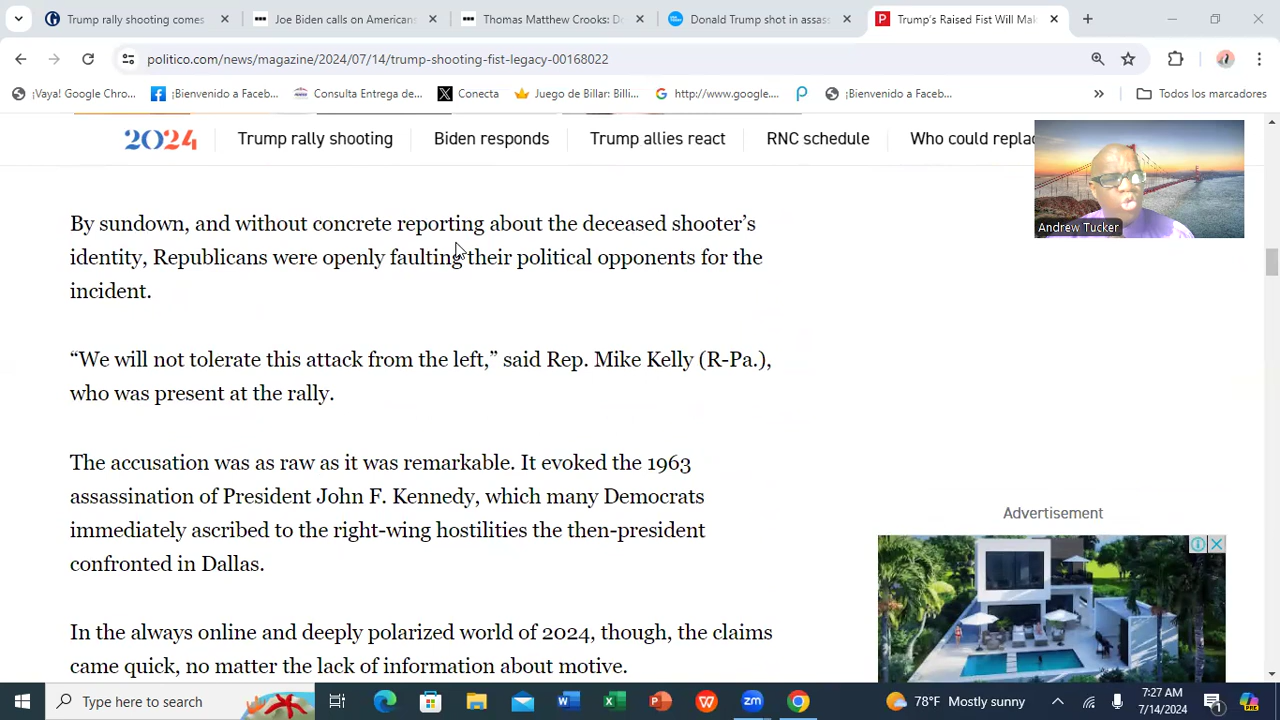 Trump rally shooting comes
Joe Biden calls on Americans
Thomas Matthew Crooks: D
Donald Trump shot in assas
Trump's Raised Fist Will Mak
politico.com/news/magazine/2024/07/14/trump-shooting-fist-legacy-00168022
¡Vaya! Google Chro...
¡Bienvenido a Faceb...
Consulta Entrega de...
Conecta
Juego de Billar: Billi...
http://www.google....
¡Bienvenido a Faceb...
»
Todos los marcadores
2024
Trump rally shooting
Biden responds
Trump allies react
RNC schedule
Who could repla
Andrew Tucker
By sundown, and without concrete reporting about the deceased shooter’s
identity, Republicans were openly faulting their political opponents for the
incident.
“We will not tolerate this attack from the left,” said Rep. Mike Kelly (R-Pa.),
who was present at the rally.
The accusation was as raw as it was remarkable. It evoked the 1963
assassination of President John F. Kennedy, which many Democrats
immediately ascribed to the right-wing hostilities the then-president
confronted in Dallas.
In the always online and deeply polarized world of 2024, though, the claims
came quick, no matter the lack of information about motive.
Advertisement
Type here to search
78°F Mostly sunny
7:27 AM
7/14/2024